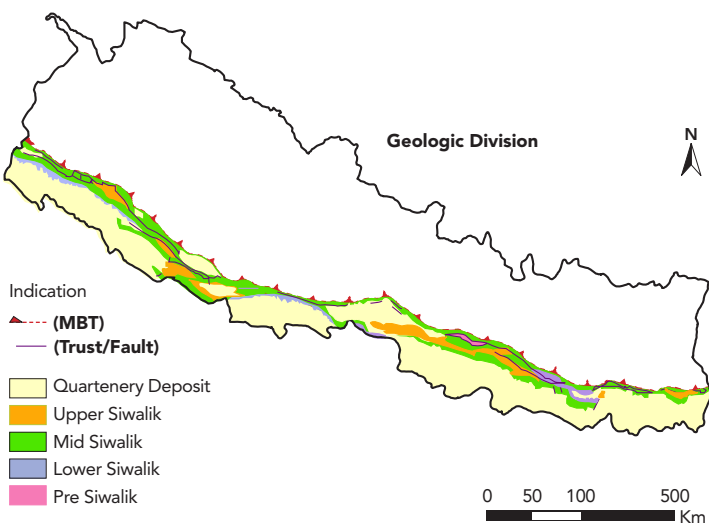 Geologic Division
N
Indication
(MBT)
(Trust/Fault)
Quartenery Deposit
Upper Siwalik
Mid Siwalik
Lower Siwalik
Pre Siwalik
0 50 100 500
Km